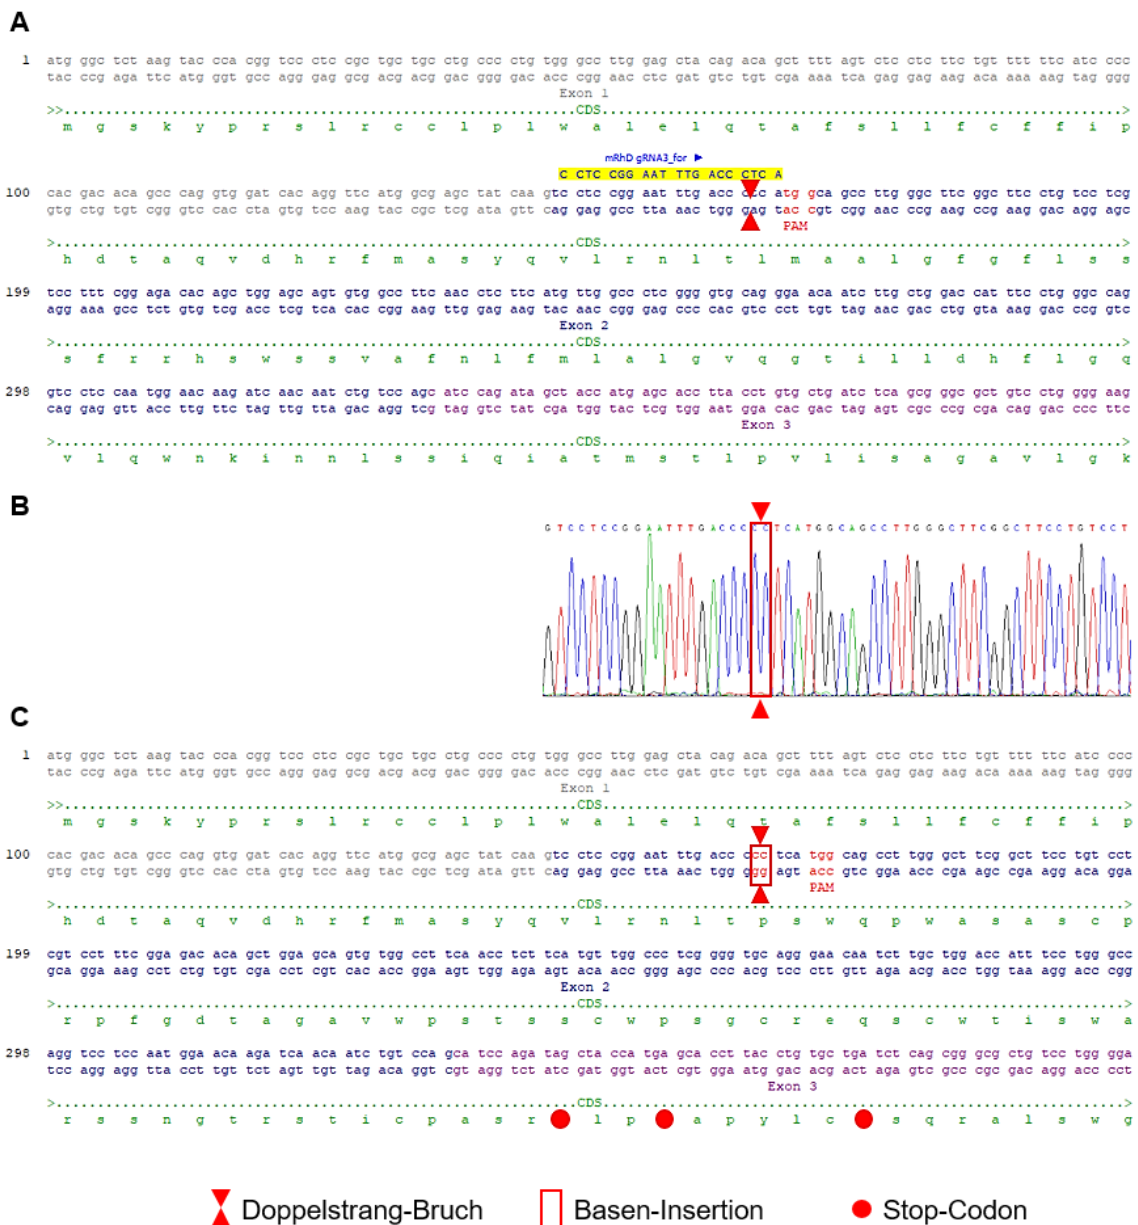 A
1 atg ggc tct aag tac cca cgg tcc ctc cgc tgc tgc ctg ccc ctg tgg gcc ttg gag cta cag aca gct ttt agt ctc ctc ttc tgt ttt ttc atc ccc
tac ccg aga ttc atg ggt gcc agg gag gcg acg acg gac ggg gac acc cgg aac ctc gat gtc tgt cga aaa tca gag gag aag aca aaa aag tag ggg
Exon 1
>>......................CDS......................>
m g s k y p r s l r c c l p l w a l e l q t a f s l l f c f f i p
mRhD gRNA3_for
C CTC CGG AAT TTG ACC CTC A
100 cac gac aca gcc cag gtg gat cac agg ttc atg gcg agc tat caa gtc ctc cgg aat ttg acc ctc atg gca gcc ttg ggc ttc ggc ttc ctg tcc tcg
gtg ctg tgt cgg gtc cac cta gtg tcc aag tac cgc tcg ata gtt cag gag gcc tta aac tgg gag tac cgt cgg aac ccg aag ccg aag gac agg agc
PAM
>......................CDS......................>
h d t a q v d h r f m a s y q v l r n l t l m a a l g f g f l s s
199 tcc ttt cgg aga cac agc tgg agc agt gtg gcc ttc aac ctc ttc atg ttg gcc ctc ggg gtg cag gga aca atc ttg ctg gac cat ttc ctg ggc cag
agg aaa gcc tct gtg tcg acc tcg tca cac cgg aag ttg gag aag tac aac cgg gag ccc cac gtc cct tgt tag aac gac ctg gta aag gac ccg gtc
Exon 2
>......................CDS......................>
s f r r h s w s s v a f n l f m l a l g v q g t i l l d h f l g q
298 gtc ctc caa tgg aac aag atc aac aat ctg tcc agc atc cag ata gct acc atg agc acc tta cct gtg ctg atc tca gcg ggc gct gtc ctg ggg aag
cag gag gtt acc ttg ttc tag ttg tta gac agg tcg tag gtc tat cga tgg tac tcg tgg aat gga cac gac tag agt cgc ccg cga cag gac ccc ttc
Exon 3
>......................CDS......................>
v l q w n k i n n l s s i q i a t m s t l p v l i s a g a v l g k
B
GTCCTCCGGAATTTGACCCCCTCATGGCAGCCTTGGGCTTCGGCTTCCTGTCCT
C
1 atg ggc tct aag tac cca cgg tcc ctc cgc tgc tgc ctg ccc ctg tgg gcc ttg gag cta cag aca gct ttt agt ctc ctc ttc tgt ttt ttc atc ccc
tac ccg aga ttc atg ggt gcc agg gag gcg acg acg gac ggg gac acc cgg aac ctc gat gtc tgt cga aaa tca gag gag aag aca aaa aag tag ggg
Exon 1
>>......................CDS......................>
m g s k y p r s l r c c l p l w a l e l q t a f s l l f c f f i p
100 cac gac aca gcc cag gtg gat cac agg ttc atg gcg agc tat caa gtc ctc cgg aat ttg acc ccc tca tgg cag cct tgg gct tcg gct tcc tgt cct
gtg ctg tgt cgg gtc cac cta gtg tcc aag tac cgc tcg ata gtt cag gag gcc tta aac tgg ggg agt acc gtc gga acc cga agc cga agg aca gga
PAM
>......................CDS......................>
h d t a q v d h r f m a s y q v l r n l t p s w q p w a s a s c p
199 cgt cct ttc gga gac aca gct gga gca gtg tgg cct tca acc tct tca tgt tgg ccc tcg ggg tgc agg gaa caa tct tgc tgg acc att tcc tgg gcc
gca gga aag cct ctg tgt cga cct cgt cac acc gga agt tgg aga agt aca acc ggg agc ccc acg tcc ctt gtt aga acg acc tgg taa agg acc cgg
Exon 2
>......................CDS......................>
r p f g d t a g a v w p s t s s c w p s g c r e q s c w t i s w a
298 agg tcc tcc aat gga aca aga tca aca atc tgt cca gca tcc aga tag cta cca tga gca cct tac ctg tgc tga tct cag cgg gcg ctg tcc tgg gga
tcc agg agg tta cct tgt tct agt tgt tag aca ggt cgt agg tct atc gat ggt act cgt gga atg gac acg act aga gtc gcc cgc gac agg acc cct
Exon 3
>......................CDS......................>
r s s n g t r s t i c p a s r l p a p y l c s q r a l s w g
Doppelstrang-Bruch Basen-Insertion Stop-Codon